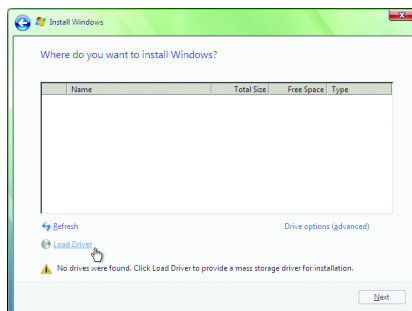 Install Windows
Where do you want to install Windows?
Name Total Size Free Space Type
Refresh Drive options (advanced)
Load Driver
No drives were found. Click Load Driver to provide a mass storage driver for installation.
Next